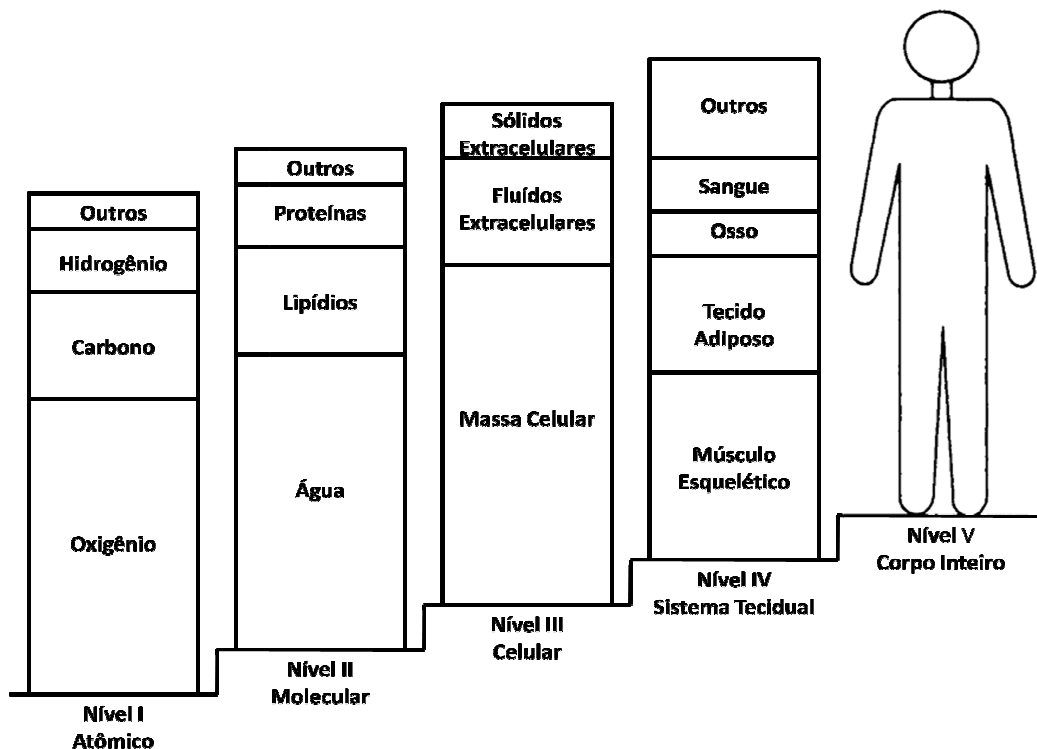 Outros
Hidrogênio
Carbono
Oxigênio
Nível I
Atômico
Outros
Proteínas
Lipídios
Água
Nível II
Molecular
Sólidos
Extracelulares
Fluídos
Extracelulares
Massa Celular
Nível III
Celular
Outros
Sangue
Osso
Tecido
Adiposo
Músculo
Esquelético
Nível IV
Sistema Tecidual
Nível V
Corpo Inteiro